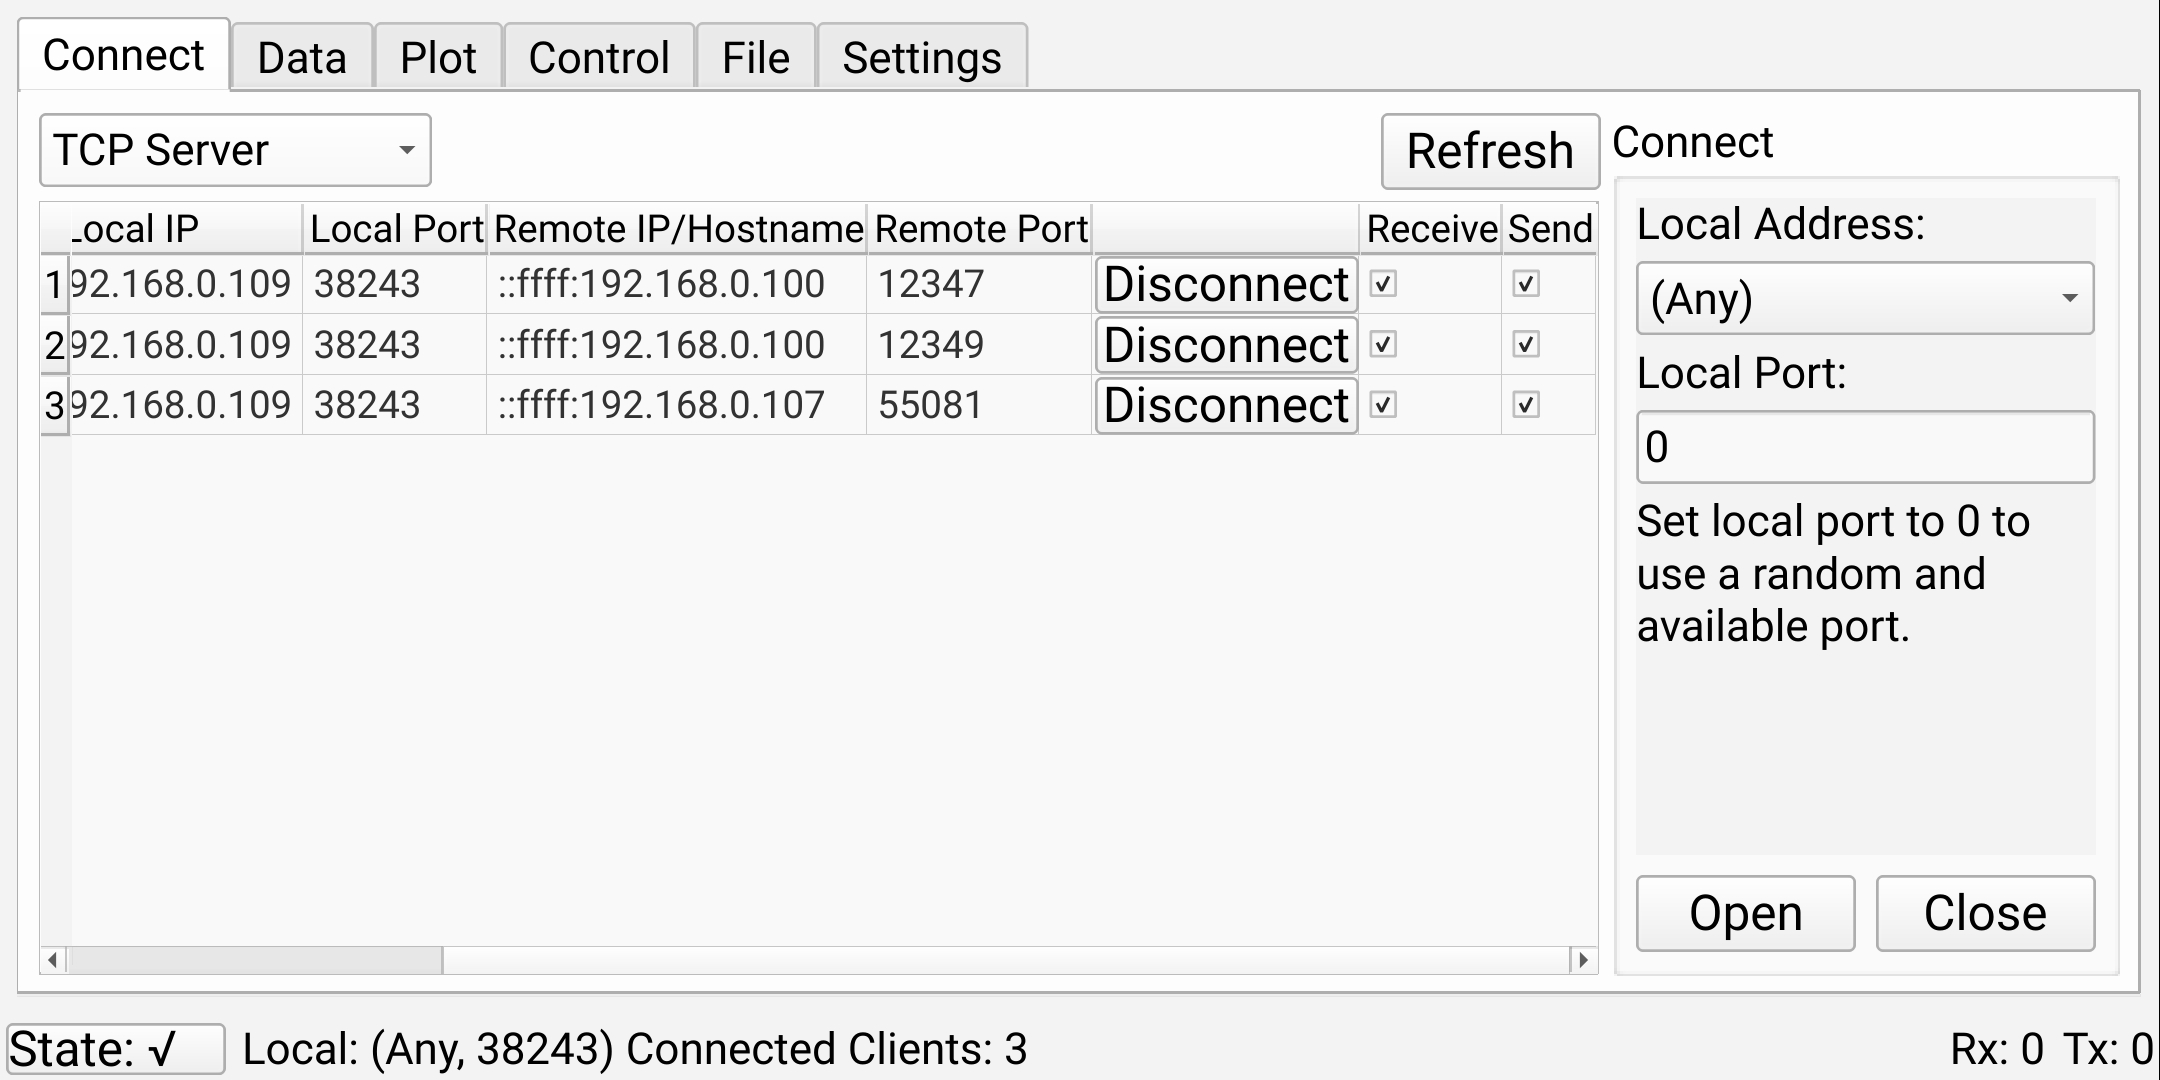 Connect Data Plot Control File Settings
TCP Server Refresh Connect
Local IP Local Port Remote IP/Hostname Remote Port Receive Send
1 92.168.0.109 38243 ::ffff:192.168.0.100 12347 Disconnect
2 92.168.0.109 38243 ::ffff:192.168.0.100 12349 Disconnect
3 92.168.0.109 38243 ::ffff:192.168.0.107 55081 Disconnect
Local Address:
(Any)
Local Port:
0
Set local port to 0 to
use a random and
available port.
Open Close
State: √ Local: (Any, 38243) Connected Clients: 3 Rx: 0 Tx: 0